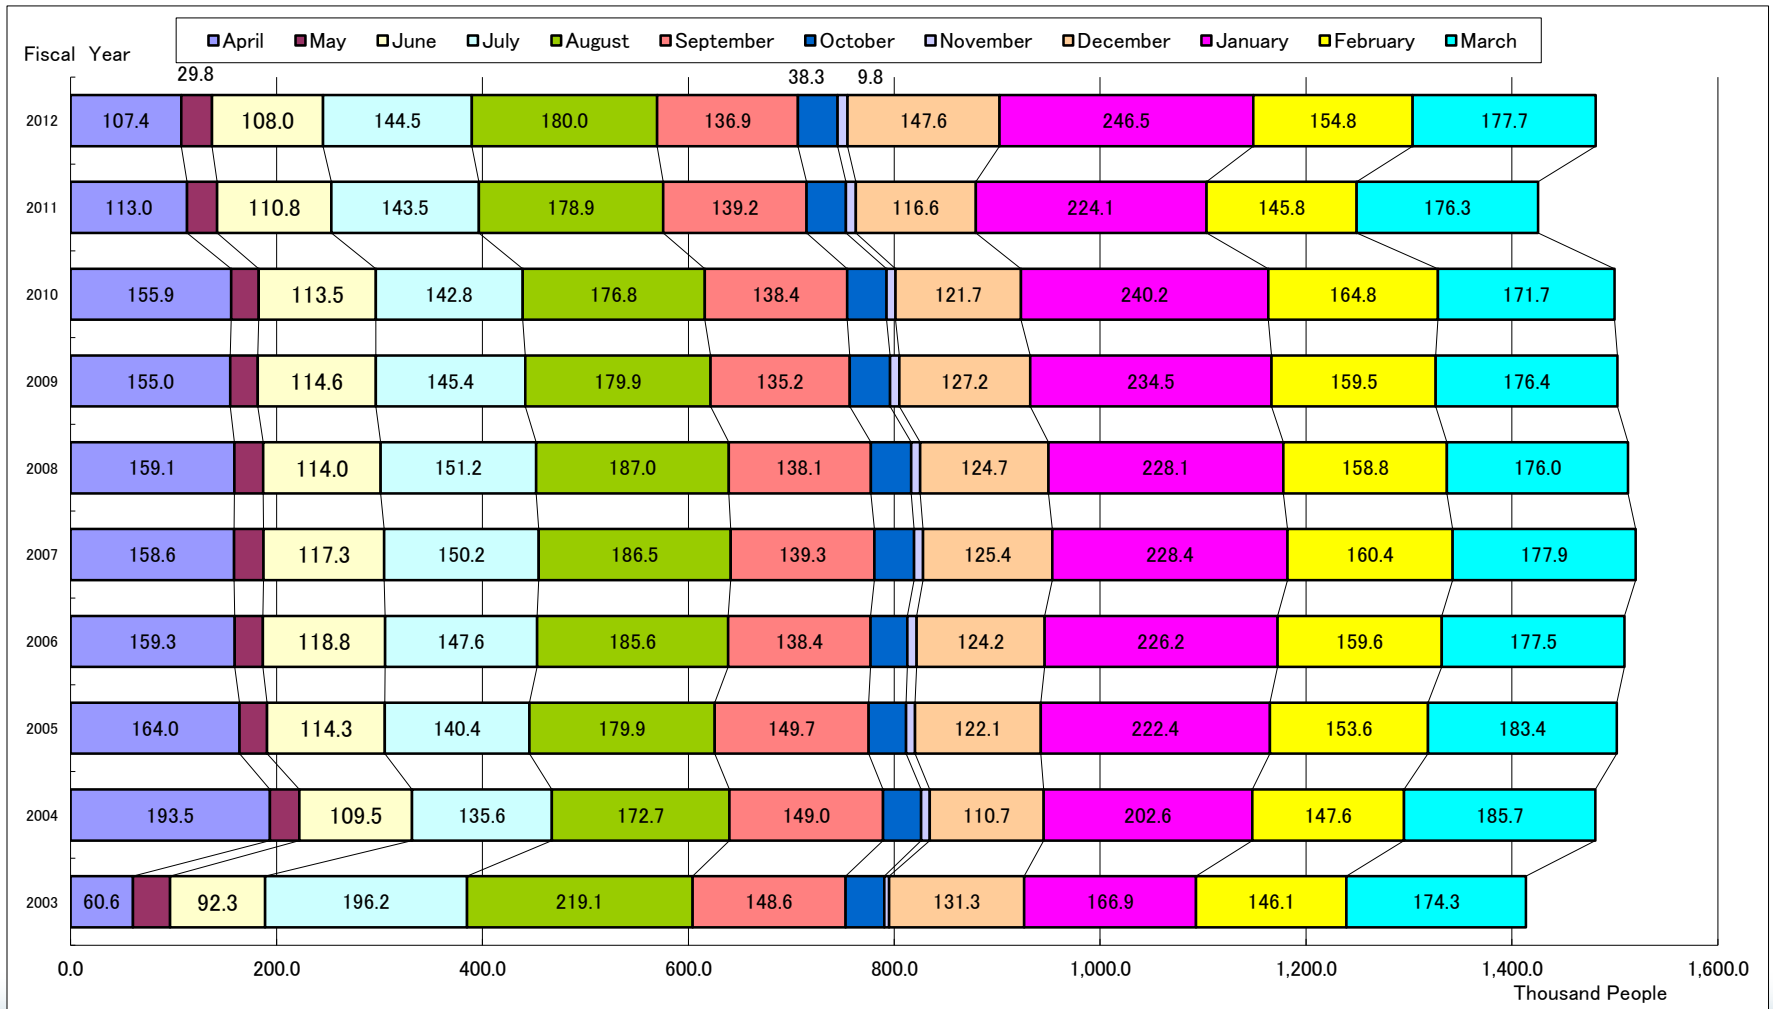 April May June July August September October November December January February March
Fiscal Year
29.8 38.3 9.8
2012 107.4 108.0 144.5 180.0 136.9 147.6 246.5 154.8 177.7
2011 113.0 110.8 143.5 178.9 139.2 116.6 224.1 145.8 176.3
2010 155.9 113.5 142.8 176.8 138.4 121.7 240.2 164.8 171.7
2009 155.0 114.6 145.4 179.9 135.2 127.2 234.5 159.5 176.4
2008 159.1 114.0 151.2 187.0 138.1 124.7 228.1 158.8 176.0
2007 158.6 117.3 150.2 186.5 139.3 125.4 228.4 160.4 177.9
2006 159.3 118.8 147.6 185.6 138.4 124.2 226.2 159.6 177.5
2005 164.0 114.3 140.4 179.9 149.7 122.1 222.4 153.6 183.4
2004 193.5 109.5 135.6 172.7 149.0 110.7 202.6 147.6 185.7
2003 60.6 92.3 196.2 219.1 148.6 131.3 166.9 146.1 174.3
0.0 200.0 400.0 600.0 800.0 1,000.0 1,200.0 1,400.0 1,600.0
Thousand People